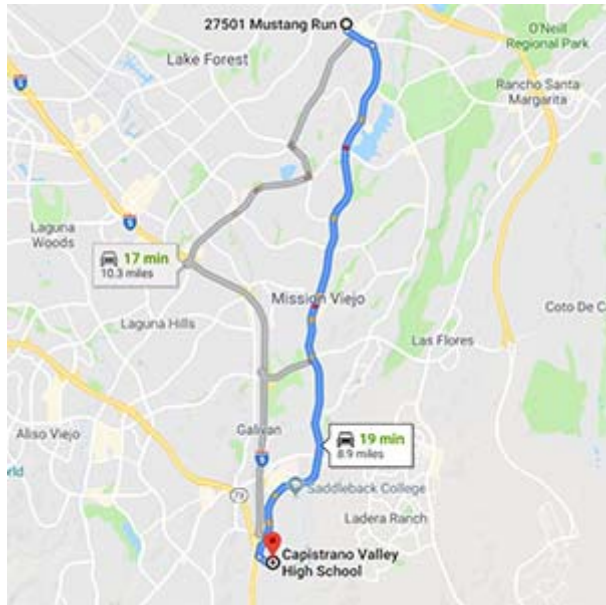 27501 Mustang Run
O'Neill
Regional Park
Lake Forest
Rancho Santa
Margarita
5
5
Laguna
Woods
17 min
10.3 miles
Mission Viejo
Coto De C
Laguna Hills
Las Flores
Aliso Viejo
Galivan
19 min
8.9 miles
5
orld
73
Saddleback College
Ladera Ranch
Capistrano Valley
High School